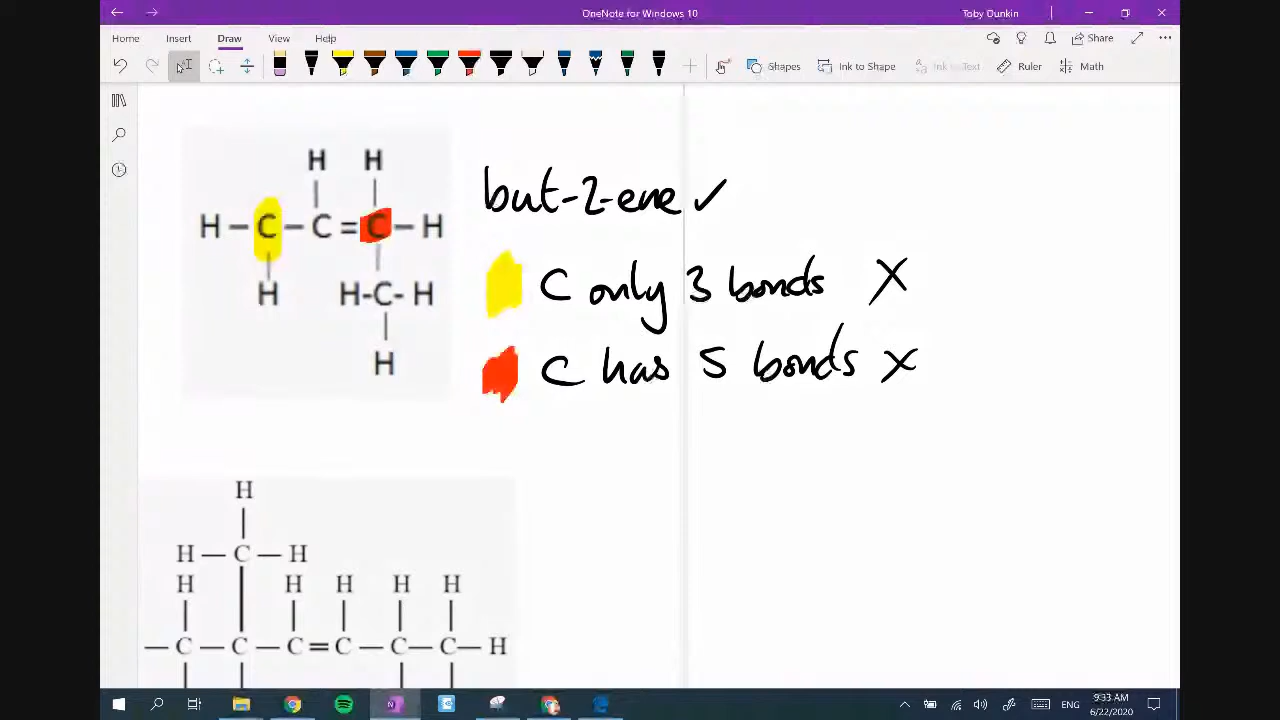 OneNote for Windows 10
Toby Dunkin
Home Insert Draw View Help
Share
Shapes Ink to Shape Ink to Text Ruler Math
H H
H-C-C=C-H
H H-C-H
H
but-2-ene ✓
C only 3 bonds X
C has 5 bonds x
H
H-C-H
H H H H H
-C-C-C=C-C-C-H
ENG
9:33 AM
6/22/2020